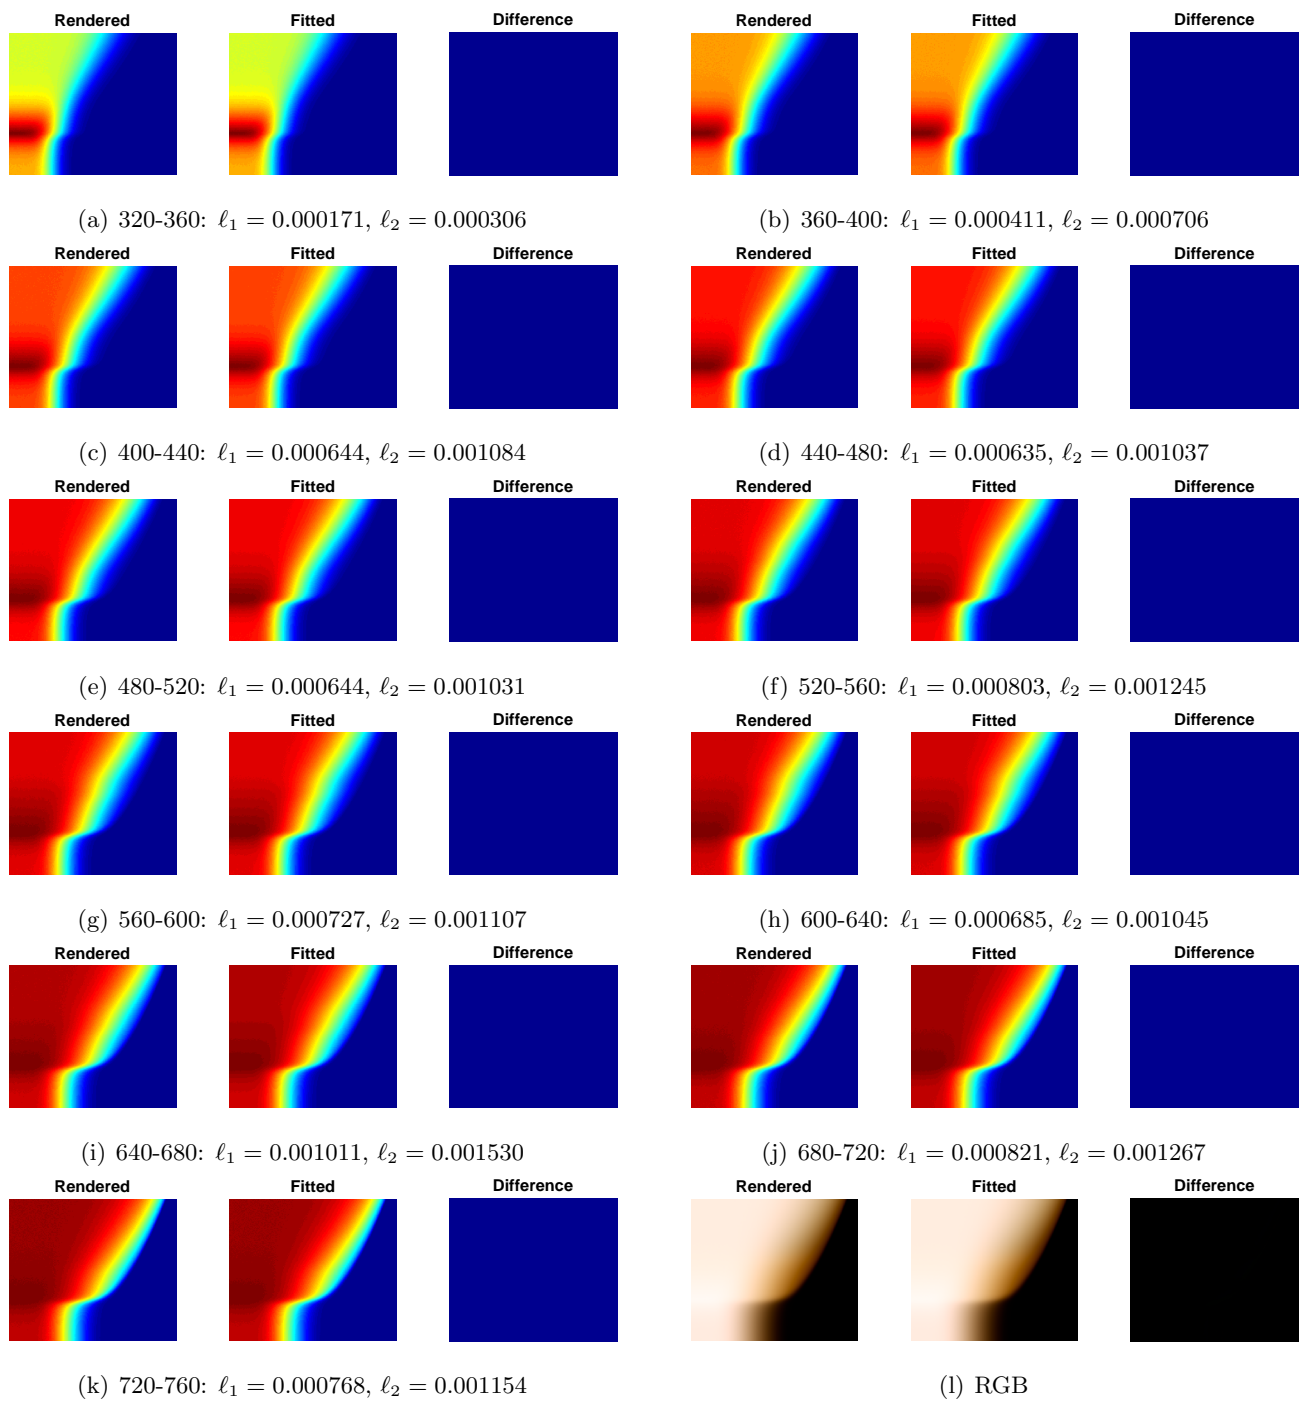 Rendered Fitted Difference Rendered Fitted Difference
(a) 320-360: ℓ1 = 0.000171, ℓ2 = 0.000306 (b) 360-400: ℓ1 = 0.000411, ℓ2 = 0.000706
Rendered Fitted Difference Rendered Fitted Difference
(c) 400-440: ℓ1 = 0.000644, ℓ2 = 0.001084 (d) 440-480: ℓ1 = 0.000635, ℓ2 = 0.001037
Rendered Fitted Difference Rendered Fitted Difference
(e) 480-520: ℓ1 = 0.000644, ℓ2 = 0.001031 (f) 520-560: ℓ1 = 0.000803, ℓ2 = 0.001245
Rendered Fitted Difference Rendered Fitted Difference
(g) 560-600: ℓ1 = 0.000727, ℓ2 = 0.001107 (h) 600-640: ℓ1 = 0.000685, ℓ2 = 0.001045
Rendered Fitted Difference Rendered Fitted Difference
(i) 640-680: ℓ1 = 0.001011, ℓ2 = 0.001530 (j) 680-720: ℓ1 = 0.000821, ℓ2 = 0.001267
Rendered Fitted Difference Rendered Fitted Difference
(k) 720-760: ℓ1 = 0.000768, ℓ2 = 0.001154 (l) RGB